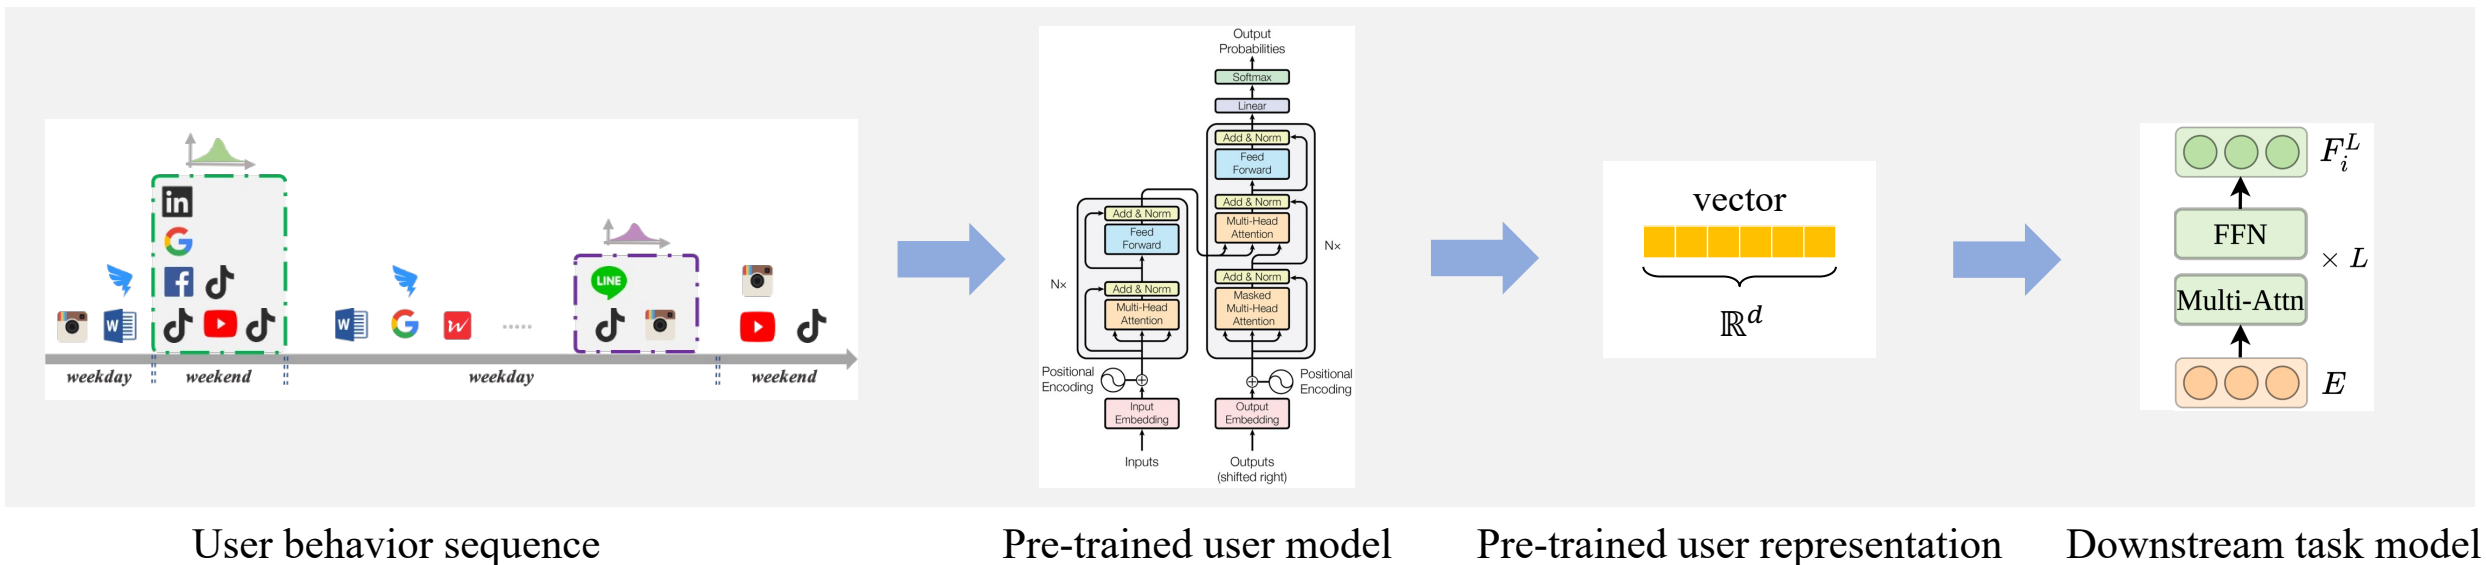 weekday
weekend
weekday
weekend
in
G
f
W
LINE
W
G
W
.....
User behavior sequence
Output
Probabilities
Softmax
Linear
Add & Norm
Feed
Forward
Add & Norm
Multi-Head
Attention
Add & Norm
Masked
Multi-Head
Attention
N×
Add & Norm
Feed
Forward
Add & Norm
Multi-Head
Attention
N×
Positional
Encoding
Positional
Encoding
Input
Embedding
Output
Embedding
Inputs
Outputs
(shifted right)
Pre-trained user model
vector
ℝ^d
Pre-trained user representation
F_i^L
FFN
× L
Multi-Attn
E
Downstream task model